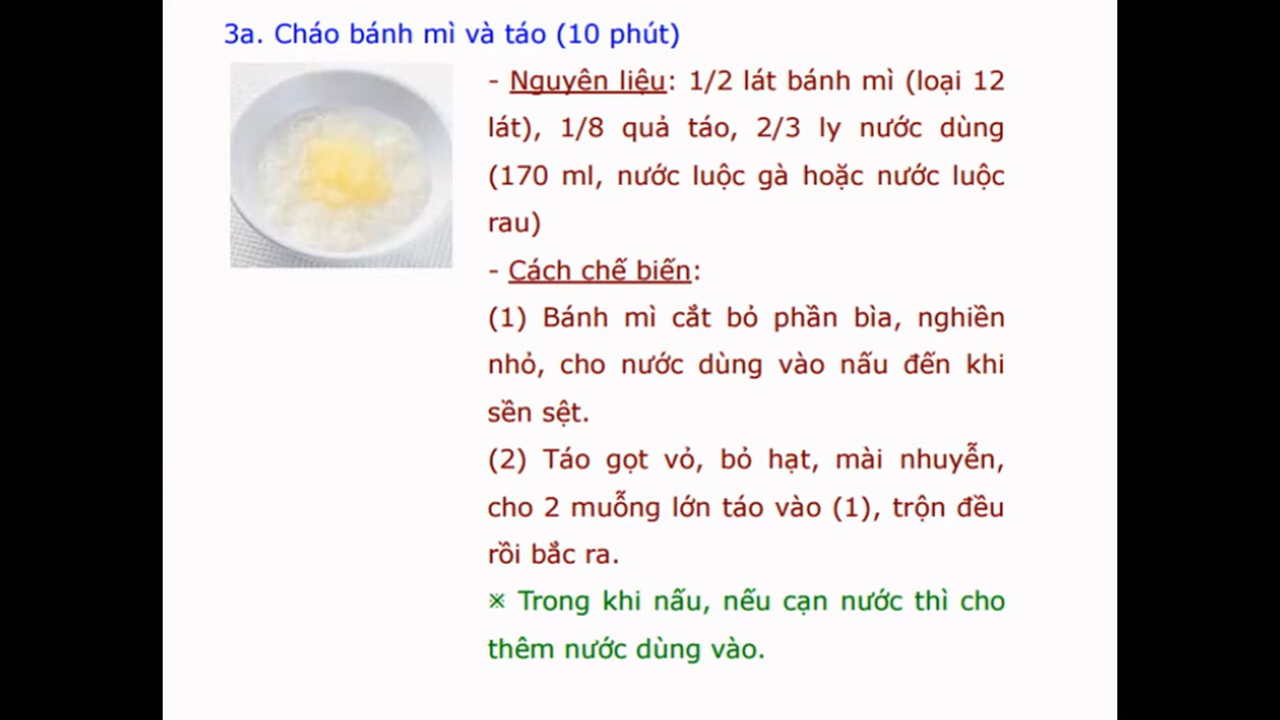 3a. Cháo bánh mì và táo (10 phút)
- Nguyên liệu: 1/2 lát bánh mì (loại 12
lát), 1/8 quả táo, 2/3 ly nước dùng
(170 ml, nước luộc gà hoặc nước luộc
rau)
- Cách chế biến:
(1) Bánh mì cắt bỏ phần bìa, nghiền
nhỏ, cho nước dùng vào nấu đến khi
sền sệt.
(2) Táo gọt vỏ, bỏ hạt, mài nhuyễn,
cho 2 muỗng lớn táo vào (1), trộn đều
rồi bắc ra.
※ Trong khi nấu, nếu cạn nước thì cho
thêm nước dùng vào.